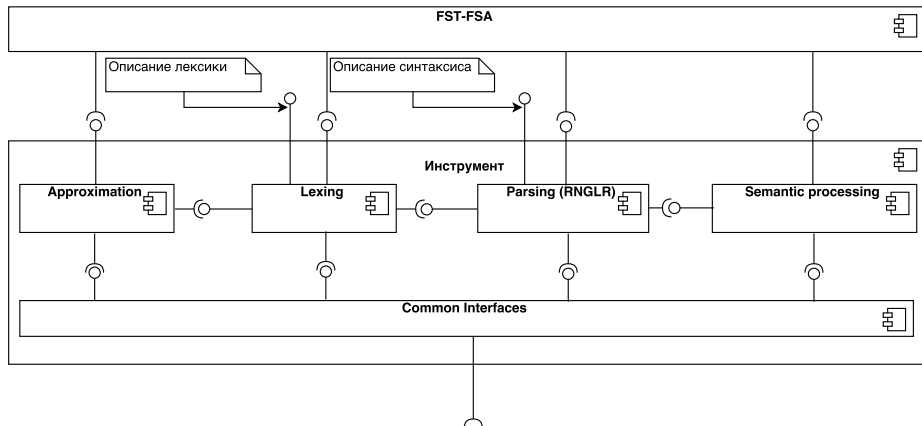 FST-FSA
Описание лексики
Описание синтаксиса
Инструмент
Approximation
Lexing
Parsing (RNGLR)
Semantic processing
Common Interfaces